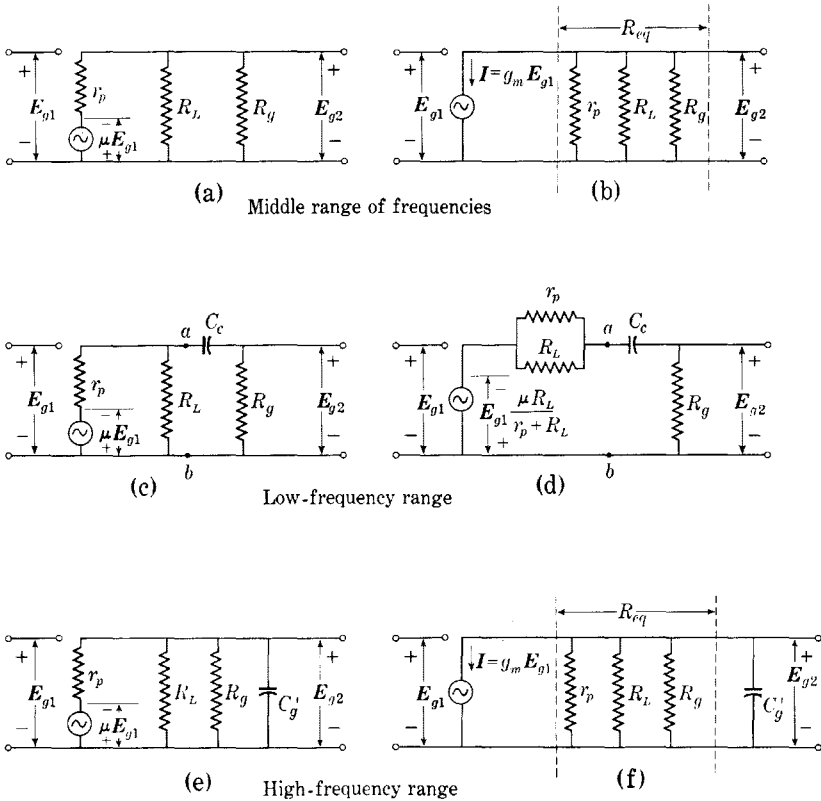 R_eq
+ + + +
r_p I = g_m E_g1
E_g1 R_L R_g E_g2 E_g1 r_p R_L R_g E_g2
− μE_g1 − − −
+
(a) (b)
Middle range of frequencies
r_p
a C_c a C_c
+ + + R_L +
r_p
E_g1 R_L R_g E_g2 E_g1 − E_g1 μR_L / r_p + R_L R_g E_g2
− μE_g1 − − + −
+
b b
(c) (d)
Low-frequency range
R_eq
+ + + +
r_p I = g_m E_g1
E_g1 R_L R_g C'_g E_g2 E_g1 r_p R_L R_g C'_g E_g2
− μE_g1 − − −
+
(e) (f)
High-frequency range